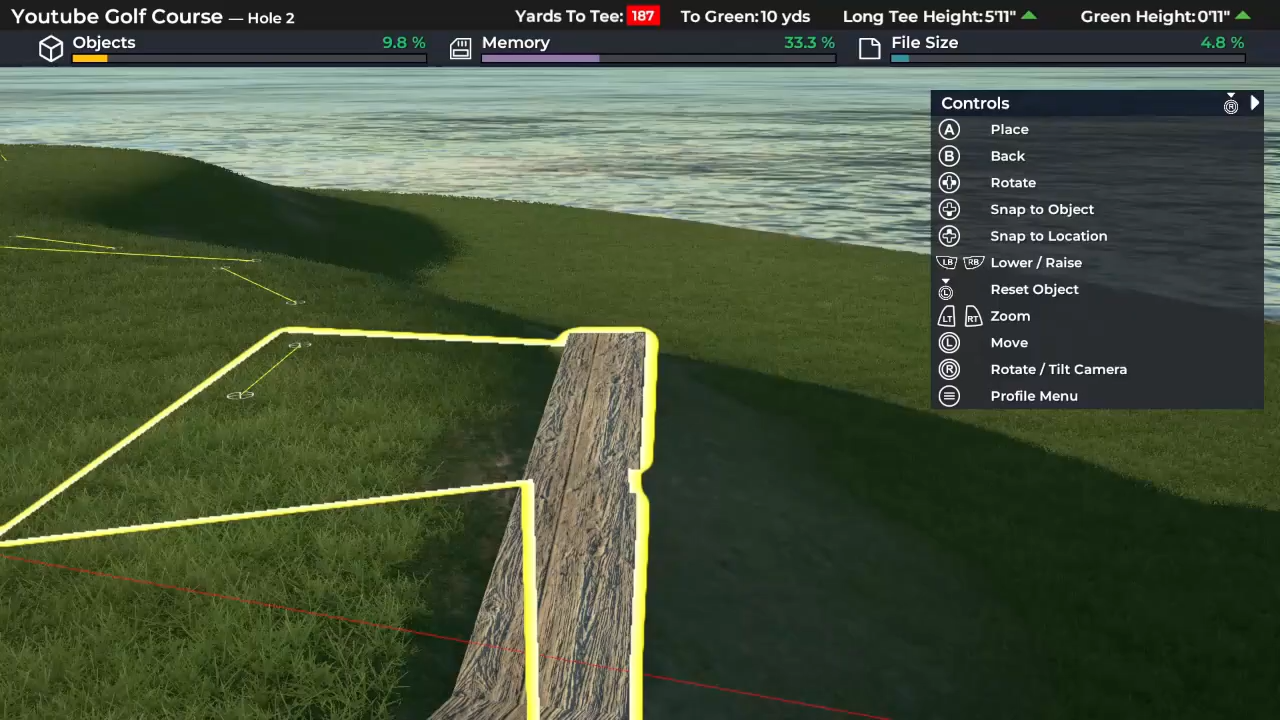 Youtube Golf Course — Hole 2
Yards To Tee: 187 To Green: 10 yds Long Tee Height: 5'11" Green Height: 0'11"
Objects 9.8 % Memory 33.3 % File Size 4.8 %
Controls R
A Place
B Back
Rotate
Snap to Object
Snap to Location
LB RB Lower / Raise
L Reset Object
LT RT Zoom
L Move
R Rotate / Tilt Camera
Profile Menu